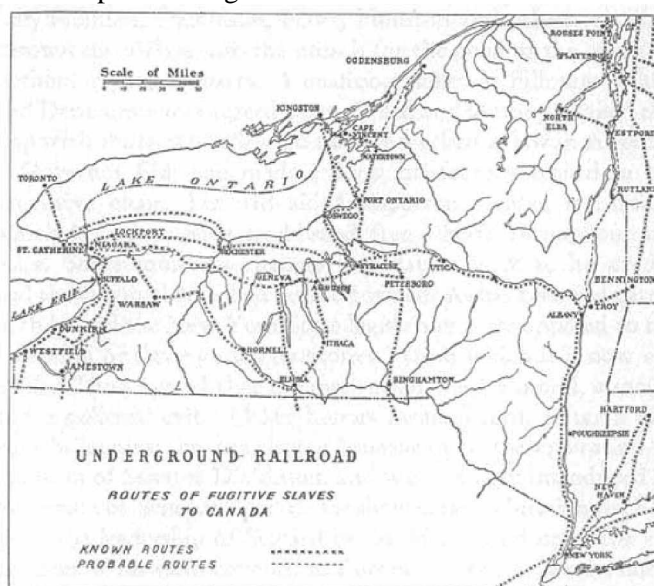 ROUSES POINT
PLATTSBURG
OGDENSBURG
Scale of Miles
KINGSTON
CAPE VINCENT
NORTH ELBA
WESTPORT
WATERTOWN
TORONTO
LAKE ONTARIO
RUTLAND
PORT ONTARIO
OSWEGO
LOCKPORT
ST. CATHERINE
NIAGARA
ROCHESTER
SYRACUSE
UTICA
BUFFALO
GENEVA
PETERBORO
BENNINGTON
AUBURN
LAKE ERIE
WARSAW
ALBANY
TROY
DUNKIRK
WESTFIELD
HORNELL
ITHACA
JAMESTOWN
ELMIRA
BINGHAMTON
HARTFORD
POUGHKEEPSIE
UNDERGROUND RAILROAD
ROUTES OF FUGITIVE SLAVES
TO CANADA
NEW HAVEN
KNOWN ROUTES
PROBABLE ROUTES
NEW YORK